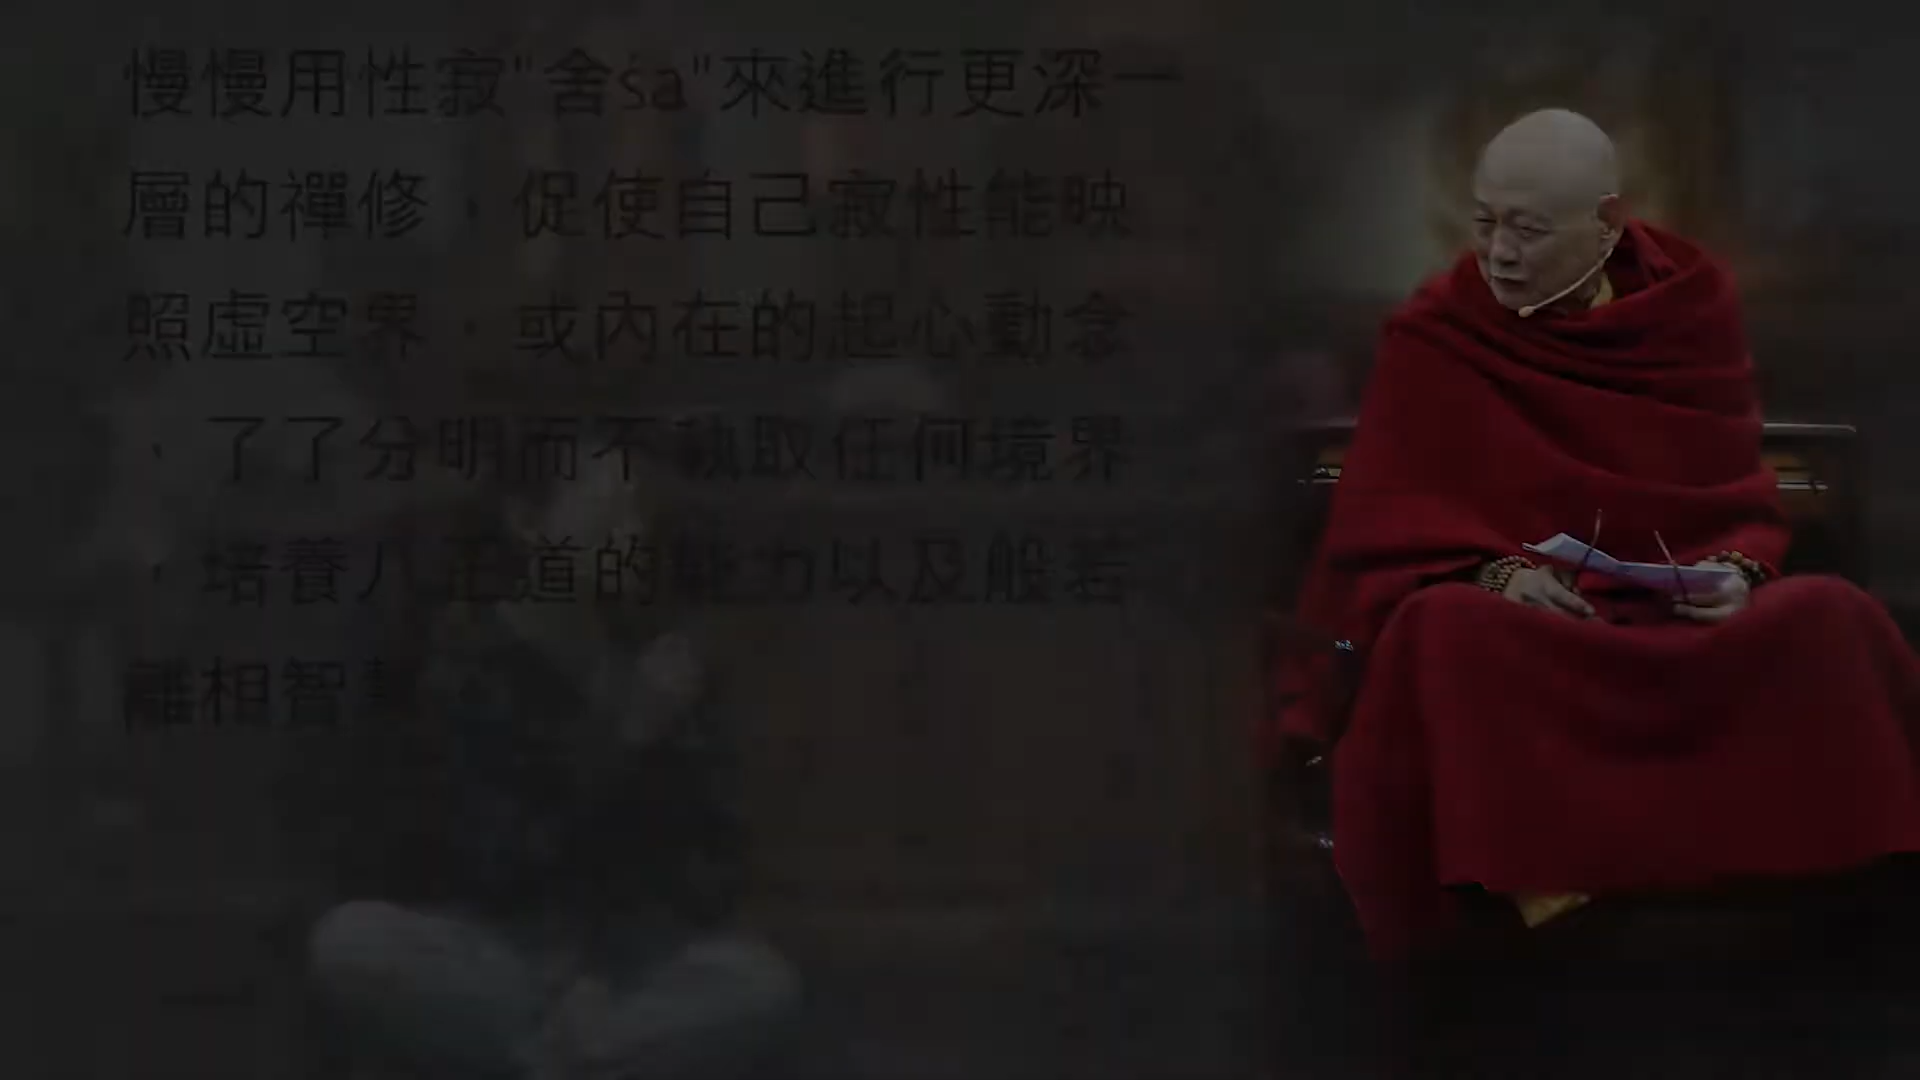 慢慢用性寂"舍sa"來進行更深一
層的禪修，促使自己寂性能映
照虛空界，或內在的起心動念
，了了分明而不執取任何境界
，培養八正道的能力以及般若
離相智慧